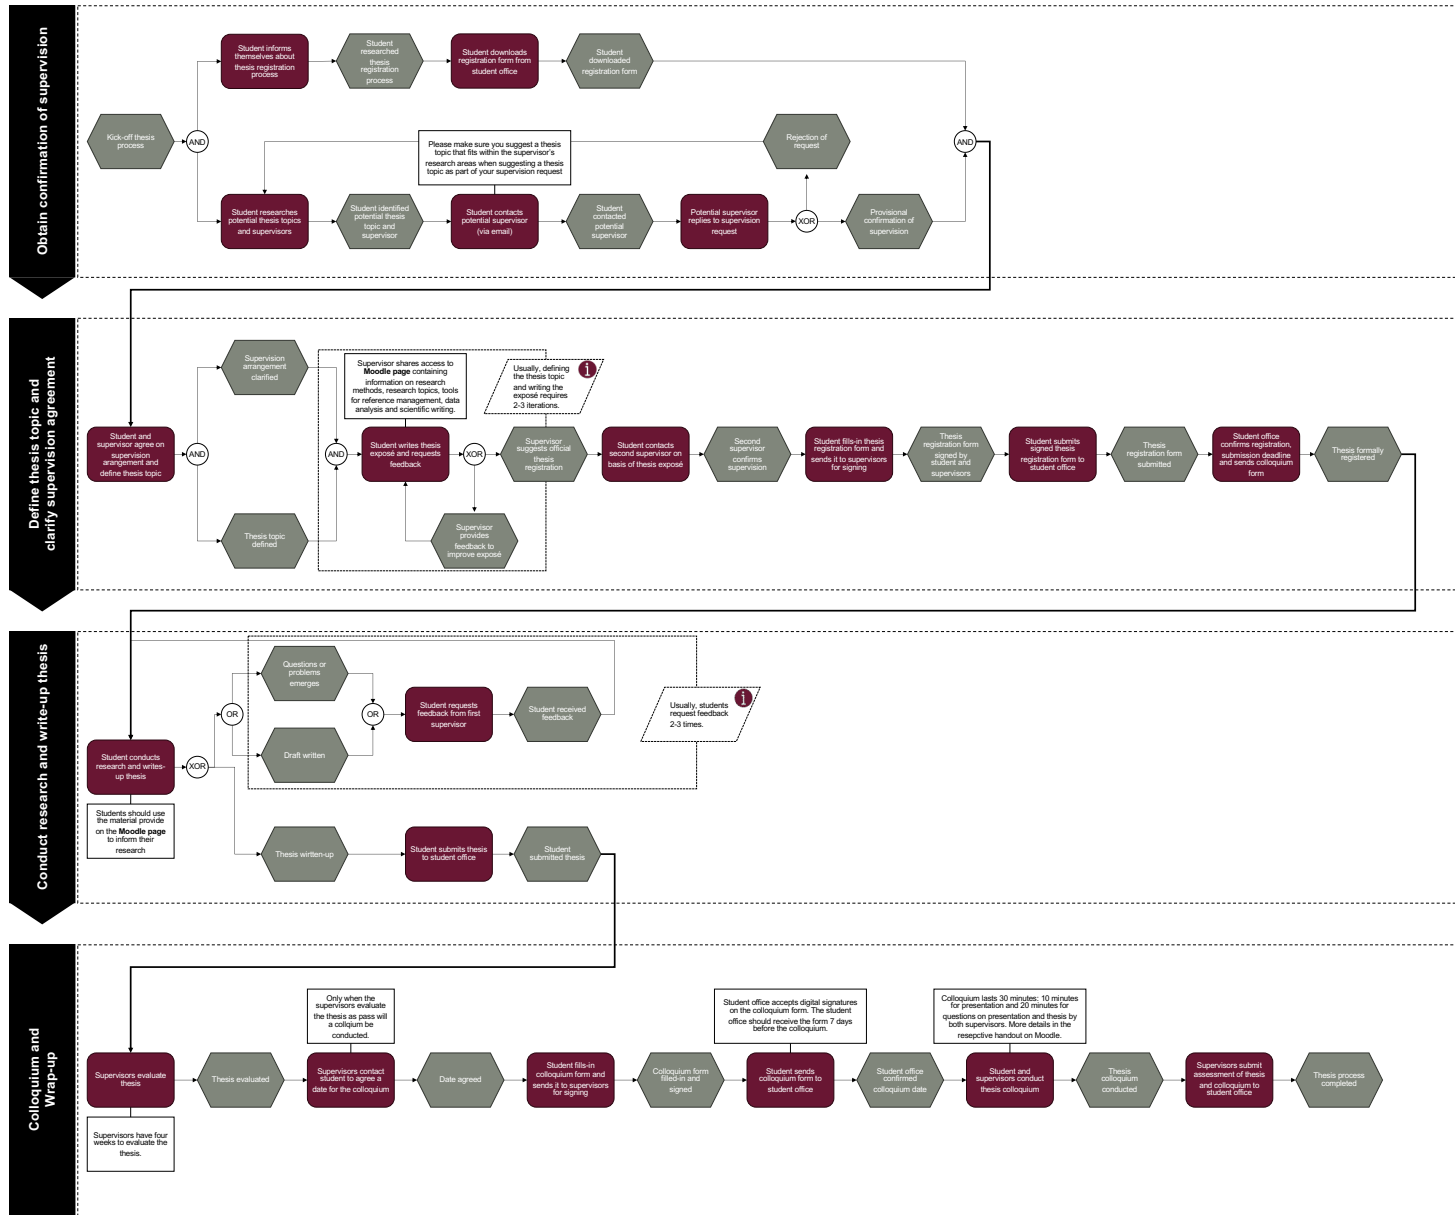 Obtain confirmation of supervision
Student informs
themselves about
thesis registration
process
Student
researched
thesis
registration
process
Student downloads
registration form from
student office
Student
downloaded
registration form
Kick-off thesis
process
AND
Please make sure you suggest a thesis
topic that fits within the supervisor's
research areas when suggesting a thesis
topic as part of your supervision request
Rejection of
request
AND
Student researches
potential thesis topics
and supervisors
Student identified
potential thesis
topic and
supervisor
Student contacts
potential supervisor
(via email)
Student
contacted
potential
supervisor
Potential supervisor
replies to supervision
request
XOR
Provisional
confirmation of
supervision
Define thesis topic and
clarify supervision agreement
Supervision
arrangement
clarified
Supervisor shares access to
Moodle page containing
information on research
methods, research topics, tools
for reference management, data
analysis and scientific writing.
Usually, defining
the thesis topic
and writing the
exposé requires
2-3 iterations.
i
Student and
supervisor agree on
supervision
arangement and
define thesis topic
AND
AND
Student writes thesis
exposé and requests
feedback
XOR
Supervisor
suggests official
thesis
registration
Student contacts
second supervisor on
basis of thesis exposé
Second
supervisor
confirms
supervision
Student fills-in thesis
registration form and
sends it to supervisors
for signing
Thesis
registration form
signed by
student and
supervisors
Student submits
signed thesis
registration form to
student office
Thesis
registration form
submitted
Student office
confirms registration,
submission deadline
and sends colloquium
form
Thesis formally
registered
Thesis topic
defined
Supervisor
provides
feedback to
improve exposé
Conduct research and write-up thesis
Questions or
problems
emerges
OR
OR
Student requests
feedback from first
supervisor
Student received
feedback
Usually, students
request feedback
2-3 times.
i
Draft written
Student conducts
research and writes-
up thesis
XOR
Students should use
the material provide
on the Moodle page
to inform their
research
Thesis wirtten-up
Student submits thesis
to student office
Student
submitted thesis
Colloquium and
Wrap-up
Only when the
supervisors evaluate
the thesis as pass will
a collqium be
conducted.
Student office accepts digital signatures
on the colloquium form. The student
office should receive the form 7 days
before the colloquium.
Colloquium lasts 30 minutes: 10 minutes
for presentation and 20 minutes for
questions on presentation and thesis by
both supervisors. More details in the
resepctive handout on Moodle.
Supervisors evaluate
thesis
Thesis evaluated
Supervisors contact
student to agree a
date for the colloquium
Date agreed
Student fills-in
colloquium form and
sends it to supervisors
for signing
Colloquium form
filled-in and
signed
Student sends
colloquium form to
student office
Student office
confirmed
colloquium date
Student and
supervisors conduct
thesis colloquium
Thesis
colloquium
conducted
Supervisors submit
assessment of thesis
and colloquium to
student office
Thesis process
completed
Supervisors have four
weeks to evaluate the
thesis.